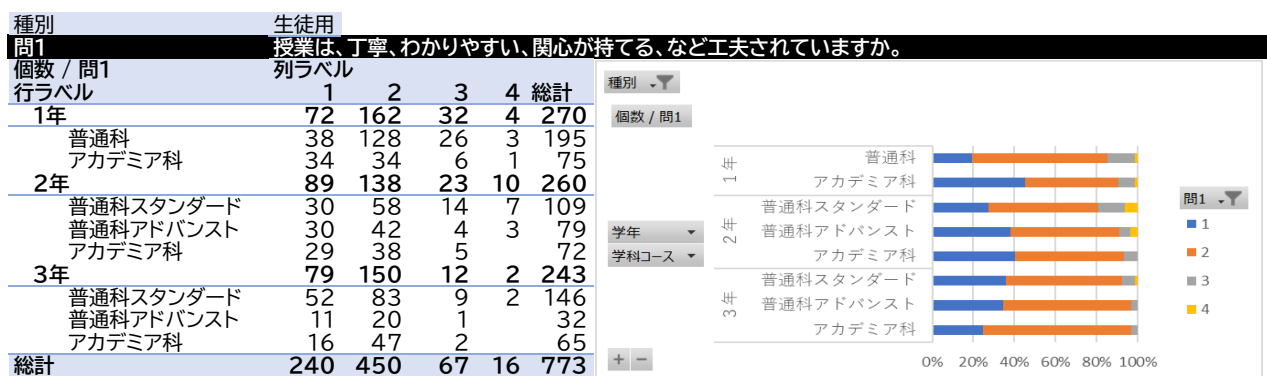 種別 生徒用
問1 授業は、丁寧、わかりやすい、関心が持てる、など工夫されていますか。
個数 / 問1 列ラベル
行ラベル 1 2 3 4 総計
1年 72 162 32 4 270
普通科 38 128 26 3 195
アカデミア科 34 34 6 1 75
2年 89 138 23 10 260
普通科スタンダード 30 58 14 7 109
普通科アドバンスト 30 42 4 3 79
アカデミア科 29 38 5 72
3年 79 150 12 2 243
普通科スタンダード 52 83 9 2 146
普通科アドバンスト 11 20 1 32
アカデミア科 16 47 2 65
総計 240 450 67 16 773
種別
個数 / 問1
学年
学科コース
1年
普通科
アカデミア科
2年
普通科スタンダード
普通科アドバンスト
アカデミア科
3年
普通科スタンダード
普通科アドバンスト
アカデミア科
0% 20% 40% 60% 80% 100%
問1
1
2
3
4
+ −